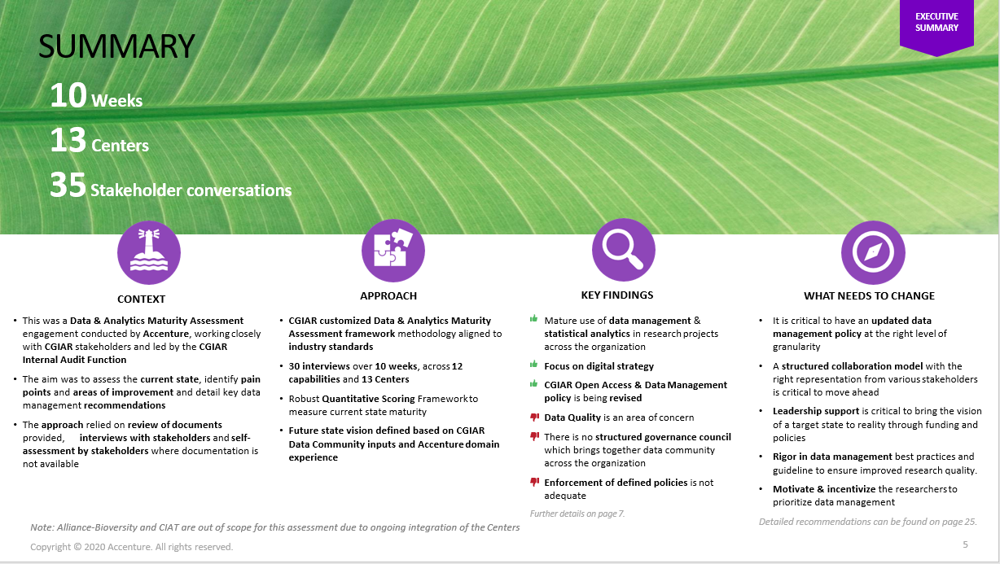 EXECUTIVE
SUMMARY
SUMMARY
10 Weeks
13 Centers
35 Stakeholder conversations
CONTEXT
• This was a Data & Analytics Maturity Assessment
engagement conducted by Accenture, working closely
with CGIAR stakeholders and led by the CGIAR
Internal Audit Function
• The aim was to assess the current state, identify pain
points and areas of improvement and detail key data
management recommendations
• The approach relied on review of documents
provided, interviews with stakeholders and self-
assessment by stakeholders where documentation is
not available
APPROACH
• CGIAR customized Data & Analytics Maturity
Assessment framework methodology aligned to
industry standards
• 30 interviews over 10 weeks, across 12
capabilities and 13 Centers
• Robust Quantitative Scoring Framework to
measure current state maturity
• Future state vision defined based on CGIAR
Data Community inputs and Accenture domain
experience
KEY FINDINGS
Mature use of data management &
statistical analytics in research projects
across the organization
Focus on digital strategy
CGIAR Open Access & Data Management
policy is being revised
Data Quality is an area of concern
There is no structured governance council
which brings together data community
across the organization
Enforcement of defined policies is not
adequate
Further details on page 7.
WHAT NEEDS TO CHANGE
• It is critical to have an updated data
management policy at the right level of
granularity
• A structured collaboration model with the
right representation from various stakeholders
is critical to move ahead
• Leadership support is critical to bring the vision
of a target state to reality through funding and
policies
• Rigor in data management best practices and
guideline to ensure improved research quality.
• Motivate & incentivize the researchers to
prioritize data management
Detailed recommendations can be found on page 25.
Note: Alliance-Bioversity and CIAT are out of scope for this assessment due to ongoing integration of the Centers
Copyright © 2020 Accenture. All rights reserved.
5